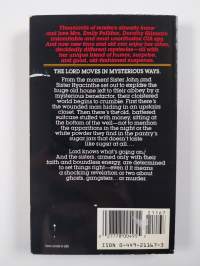 Thousands of readers already know
and love Mrs. Emily Pollifax, Dorothy Gilman's
indomitable and most unorthodox CIA agent.
And now new fans and old can enjoy her other,
decidedly different mysteries—all with
her unique blend of humor, surprise,
and good, old-fashioned suspense.
THE LORD MOVES IN MYSTERIOUS WAYS.
From the moment Sister John and
Sister Hyacinthe set out to explore the
huge old house left to their abbey by a
mysterious benefactor, their cloistered world
begins to crumble. First there's
the wounded man hiding in an upstairs
closet. Then there's the old, battered
suitcase stuffed with money, sitting at
the bottom of the well—not to mention
the apparitions in the night or the
white powder they find in the pantry's
sugar jars that doesn't taste
like sugar at all...
Lord knows what's going on!
And the sisters, armed only with their
faith and boundless energy, are determined
to set things right—even if it means
a shocking revelation or two about
ghosts, gangsters...or murder.
ISBN 0-449-21167-3